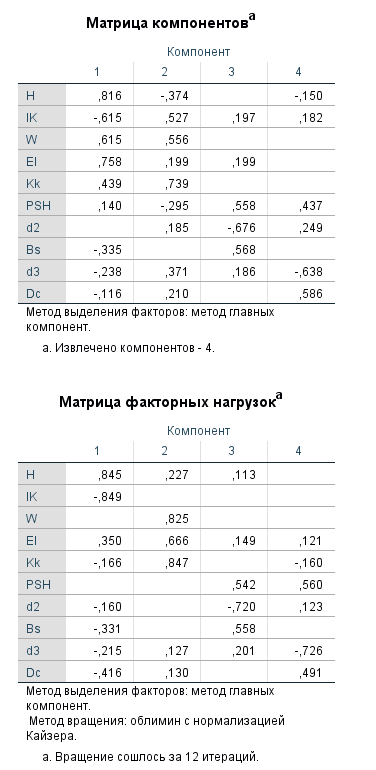 Матрица компонентов a
Компонент
1 2 3 4
H ,816 -,374 -,150
IK -,615 ,527 ,197 ,182
W ,615 ,556
EI ,758 ,199 ,199
Kk ,439 ,739
PSH ,140 -,295 ,558 ,437
d2 ,185 -,676 ,249
Bs -,335 ,568
d3 -,238 ,371 ,186 -,638
Dc -,116 ,210 ,586
Метод выделения факторов: метод главных
компонент.
a. Извлечено компонентов - 4.
Матрица факторных нагрузок a
Компонент
1 2 3 4
H ,845 ,227 ,113
IK -,849
W ,825
EI ,350 ,666 ,149 ,121
Kk -,166 ,847 -,160
PSH ,542 ,560
d2 -,160 -,720 ,123
Bs -,331 ,558
d3 -,215 ,127 ,201 -,726
Dc -,416 ,130 ,491
Метод выделения факторов: метод главных
компонент.
Метод вращения: облимин с нормализацией
Кайзера.
a. Вращение сошлось за 12 итераций.